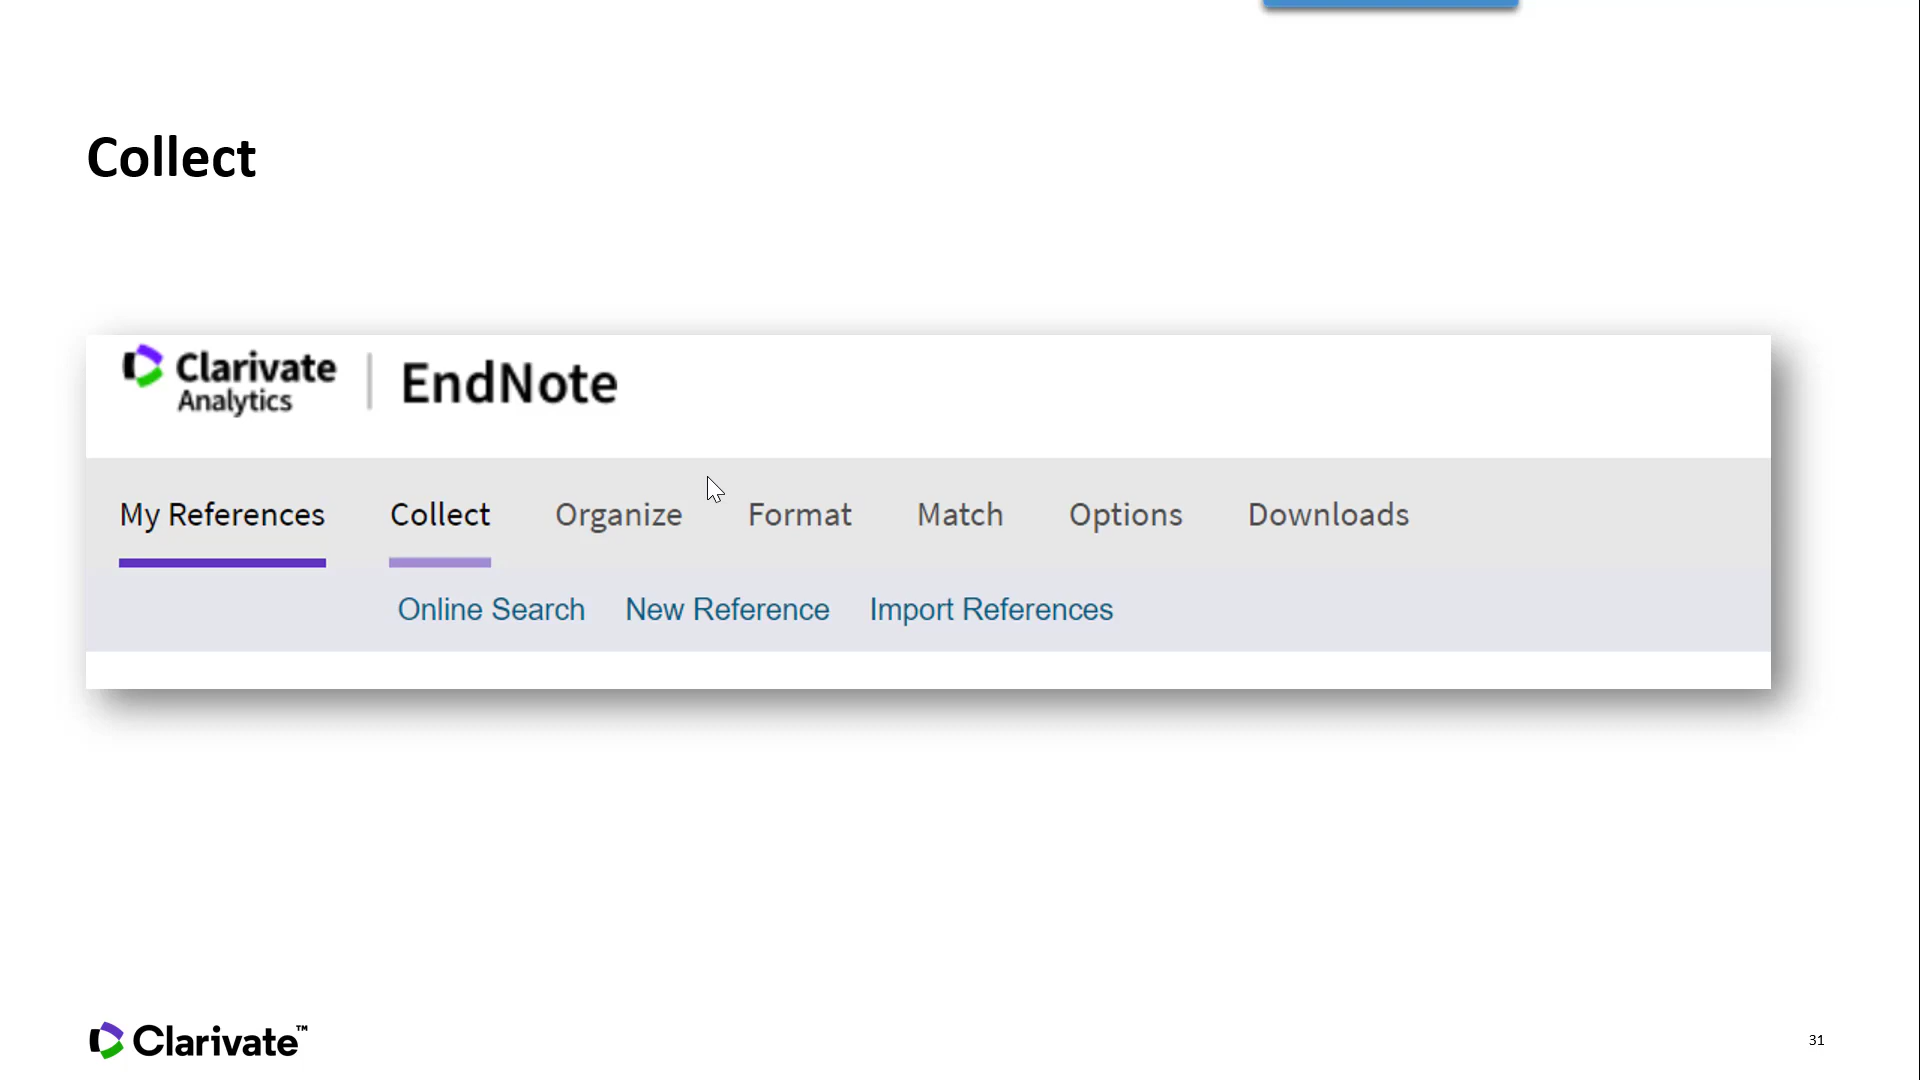 Collect
Clarivate
Analytics
EndNote
My References Collect Organize Format Match Options Downloads
Online Search New Reference Import References
Clarivate™
31